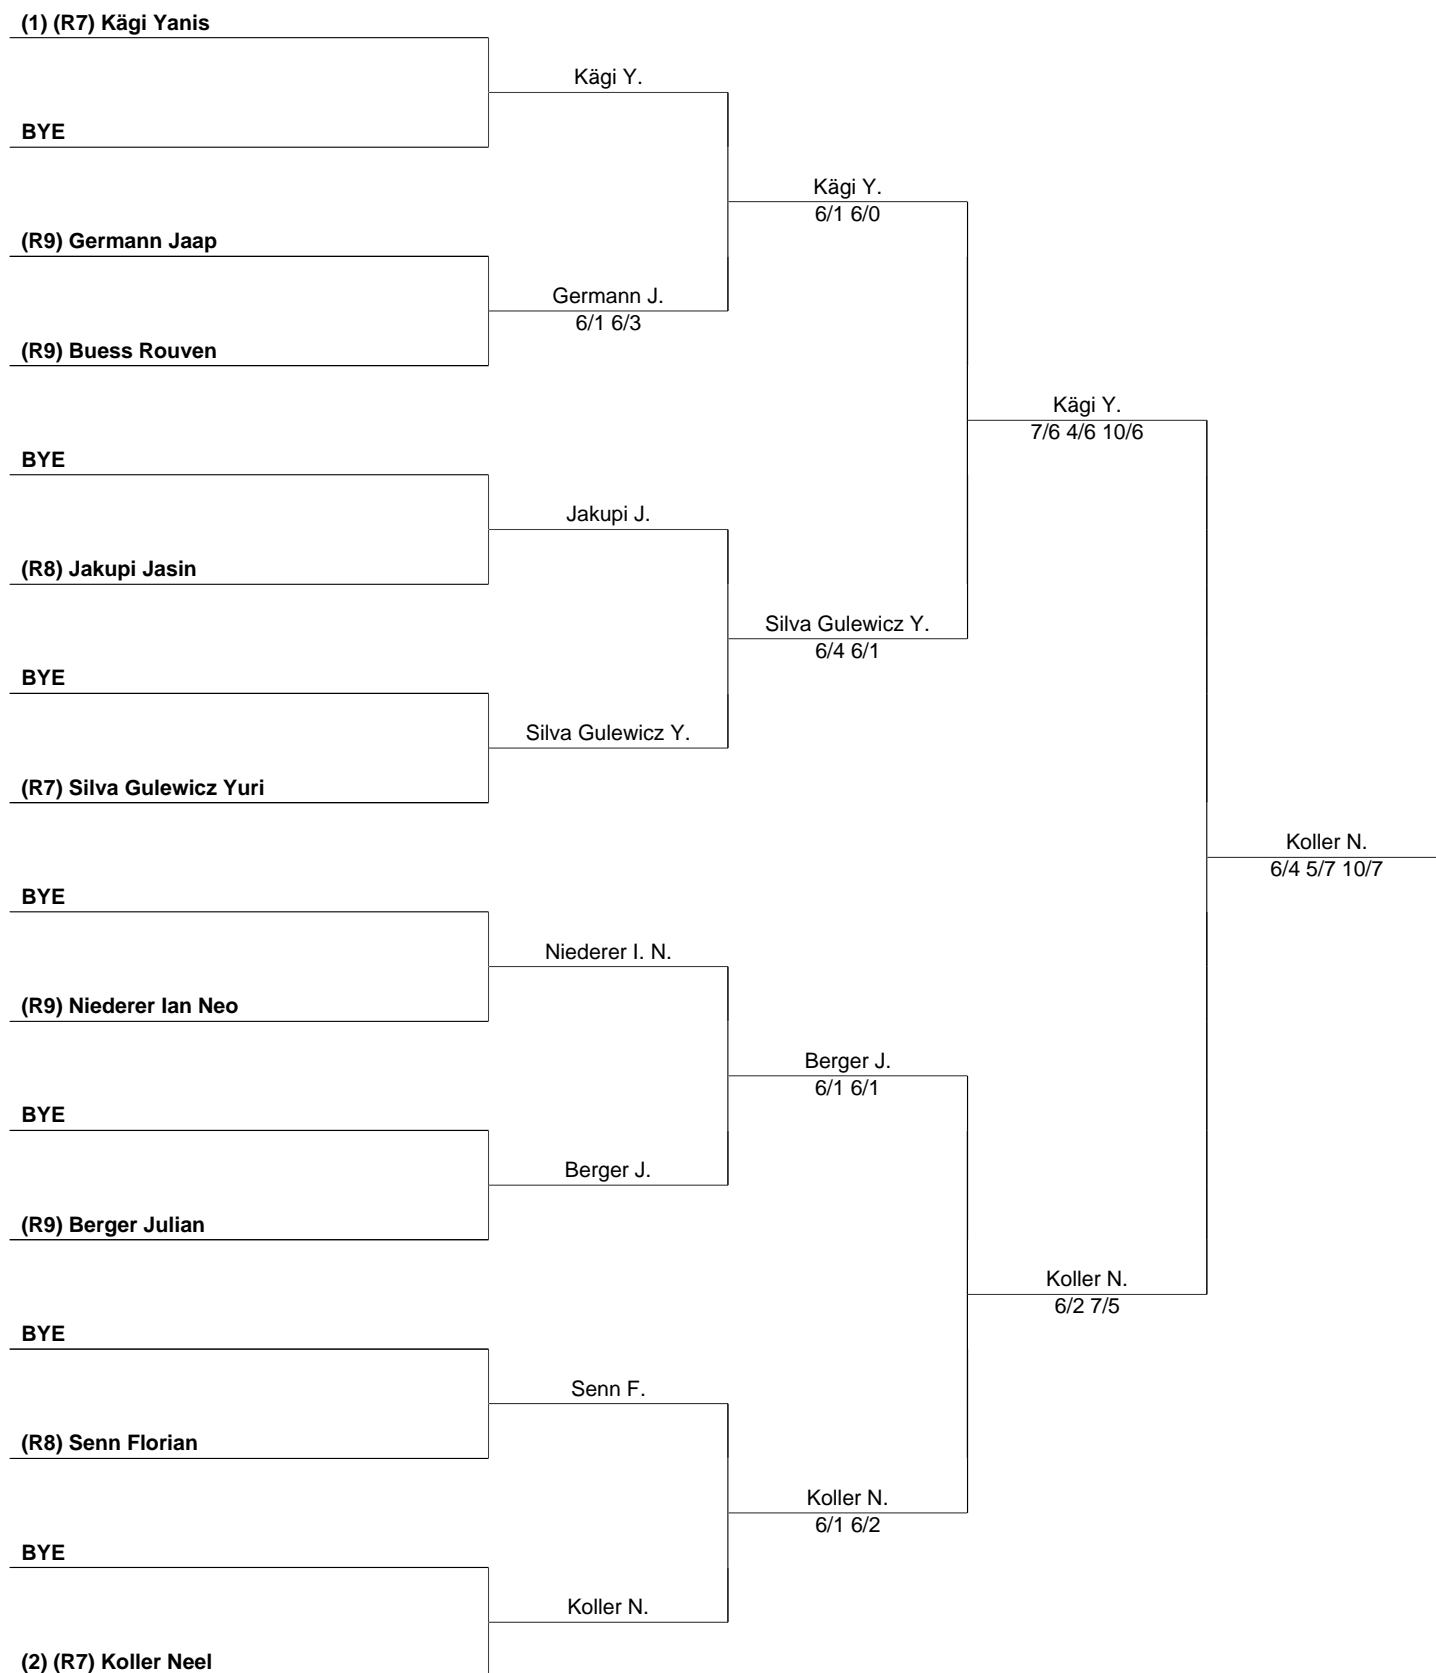 (1) (R7) Kägi Yanis
Kägi Y.
BYE
Kägi Y.
6/1 6/0
(R9) Germann Jaap
Germann J.
6/1 6/3
(R9) Buess Rouven
Kägi Y.
7/6 4/6 10/6
BYE
Jakupi J.
(R8) Jakupi Jasin
Silva Gulewicz Y.
6/4 6/1
BYE
Silva Gulewicz Y.
(R7) Silva Gulewicz Yuri
Koller N.
6/4 5/7 10/7
BYE
Niederer I. N.
(R9) Niederer Ian Neo
Berger J.
6/1 6/1
BYE
Berger J.
(R9) Berger Julian
Koller N.
6/2 7/5
BYE
Senn F.
(R8) Senn Florian
Koller N.
6/1 6/2
BYE
Koller N.
(2) (R7) Koller Neel